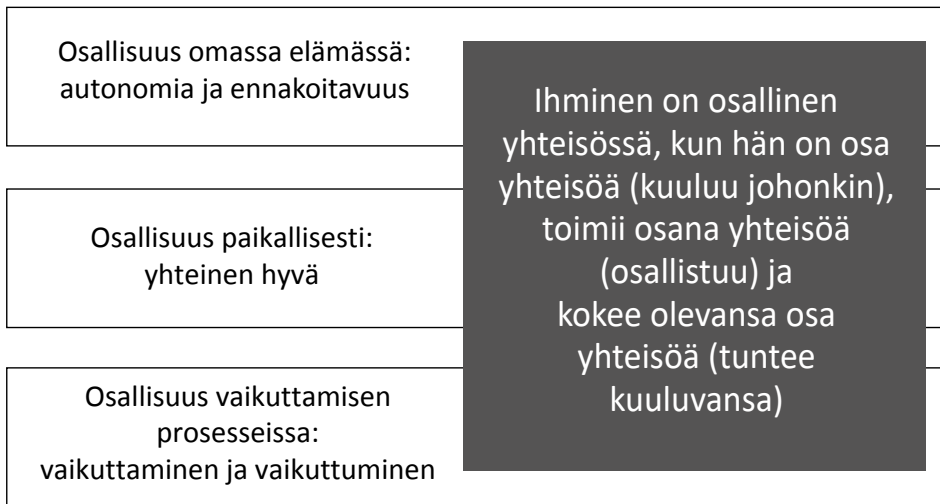 Osallisuus omassa elämässä:
autonomia ja ennakoitavuus
Osallisuus paikallisesti:
yhteinen hyvä
Osallisuus vaikuttamisen
prosesseissa:
vaikuttaminen ja vaikuttuminen
Ihminen on osallinen
yhteisössä, kun hän on osa
yhteisöä (kuuluu johonkin),
toimii osana yhteisöä
(osallistuu) ja
kokee olevansa osa
yhteisöä (tuntee
kuuluvansa)